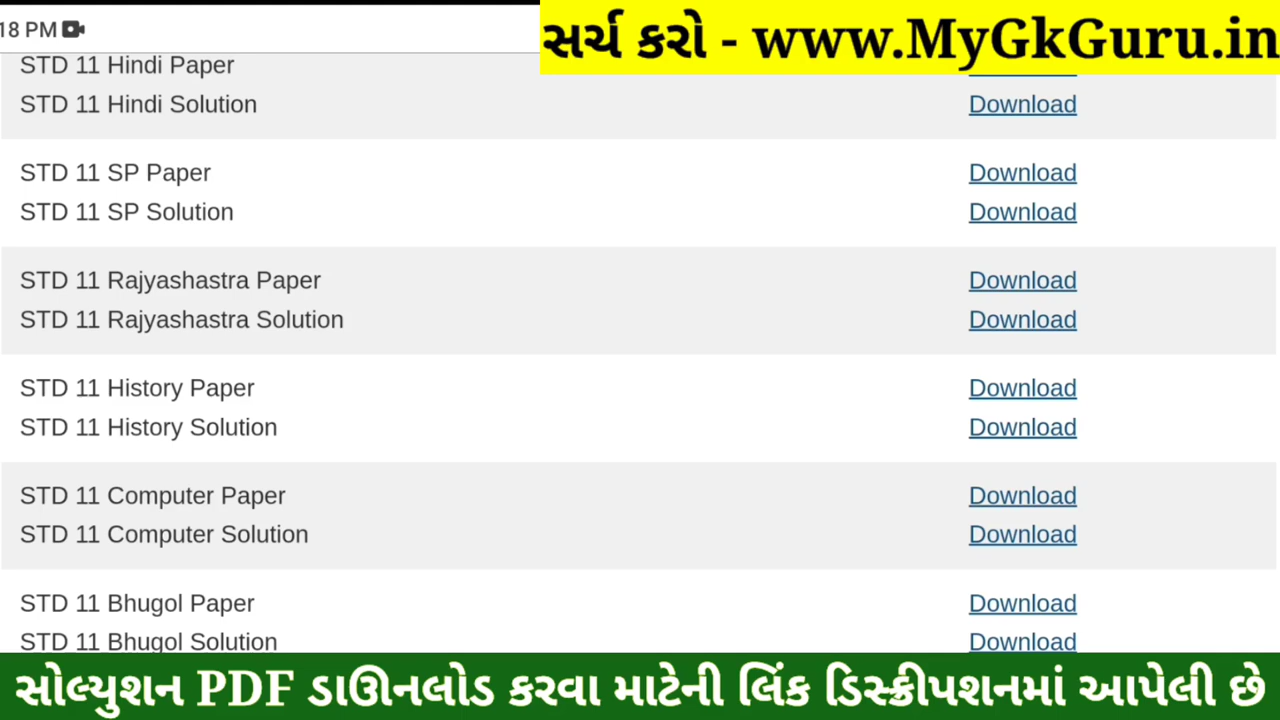 18 PM
સર્ચ કરો - www.MyGkGuru.in
STD 11 Hindi Paper
STD 11 Hindi Solution Download
STD 11 SP Paper Download
STD 11 SP Solution Download
STD 11 Rajyashastra Paper Download
STD 11 Rajyashastra Solution Download
STD 11 History Paper Download
STD 11 History Solution Download
STD 11 Computer Paper Download
STD 11 Computer Solution Download
STD 11 Bhugol Paper Download
STD 11 Bhugol Solution Download
સોલ્યુશન PDF ડાઊનલોડ કરવા માટેની લિંક ડિસ્ક્રીપશનમાં આપેલી છે